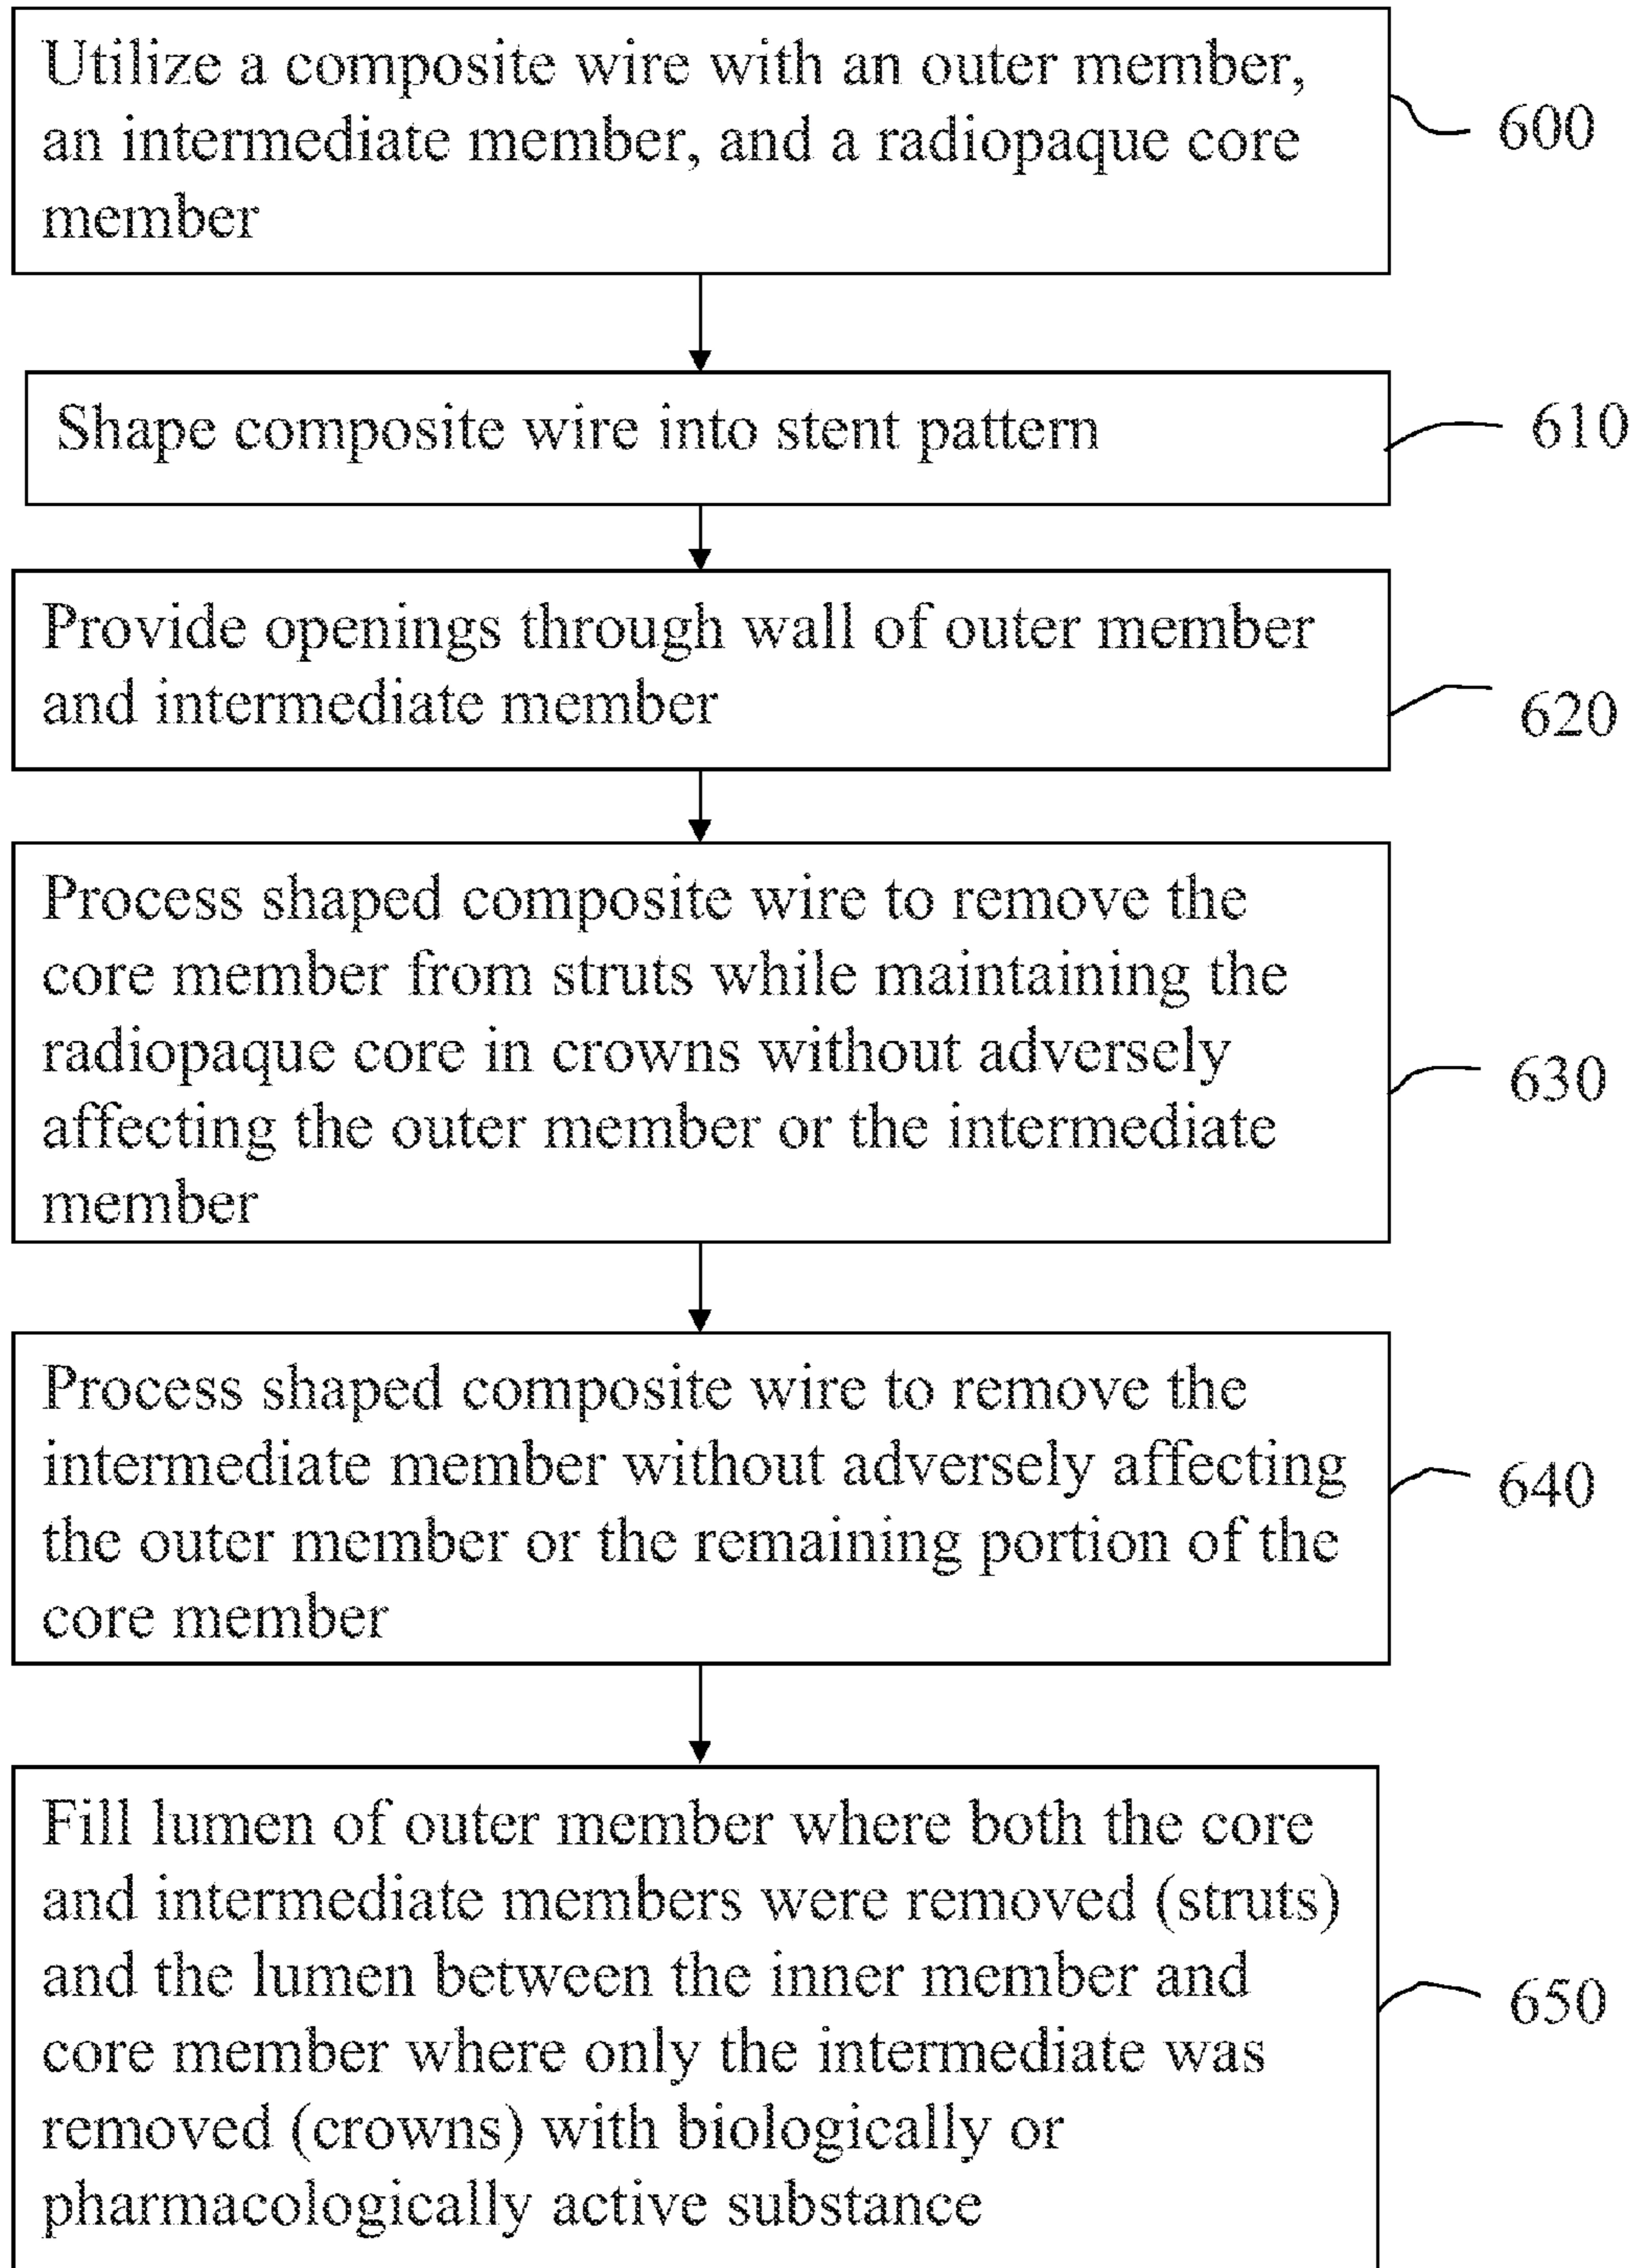 Utilize a composite wire with an outer member,
an intermediate member, and a radiopaque core
member
600
Shape composite wire into stent pattern
610
Provide openings through wall of outer member
and intermediate member
620
Process shaped composite wire to remove the
core member from struts while maintaining the
radiopaque core in crowns without adversely
affecting the outer member or the intermediate
member
630
Process shaped composite wire to remove the
intermediate member without adversely affecting
the outer member or the remaining portion of the
core member
640
Fill lumen of outer member where both the core
and intermediate members were removed (struts)
and the lumen between the inner member and
core member where only the intermediate was
removed (crowns) with biologically or
pharmacologically active substance
650